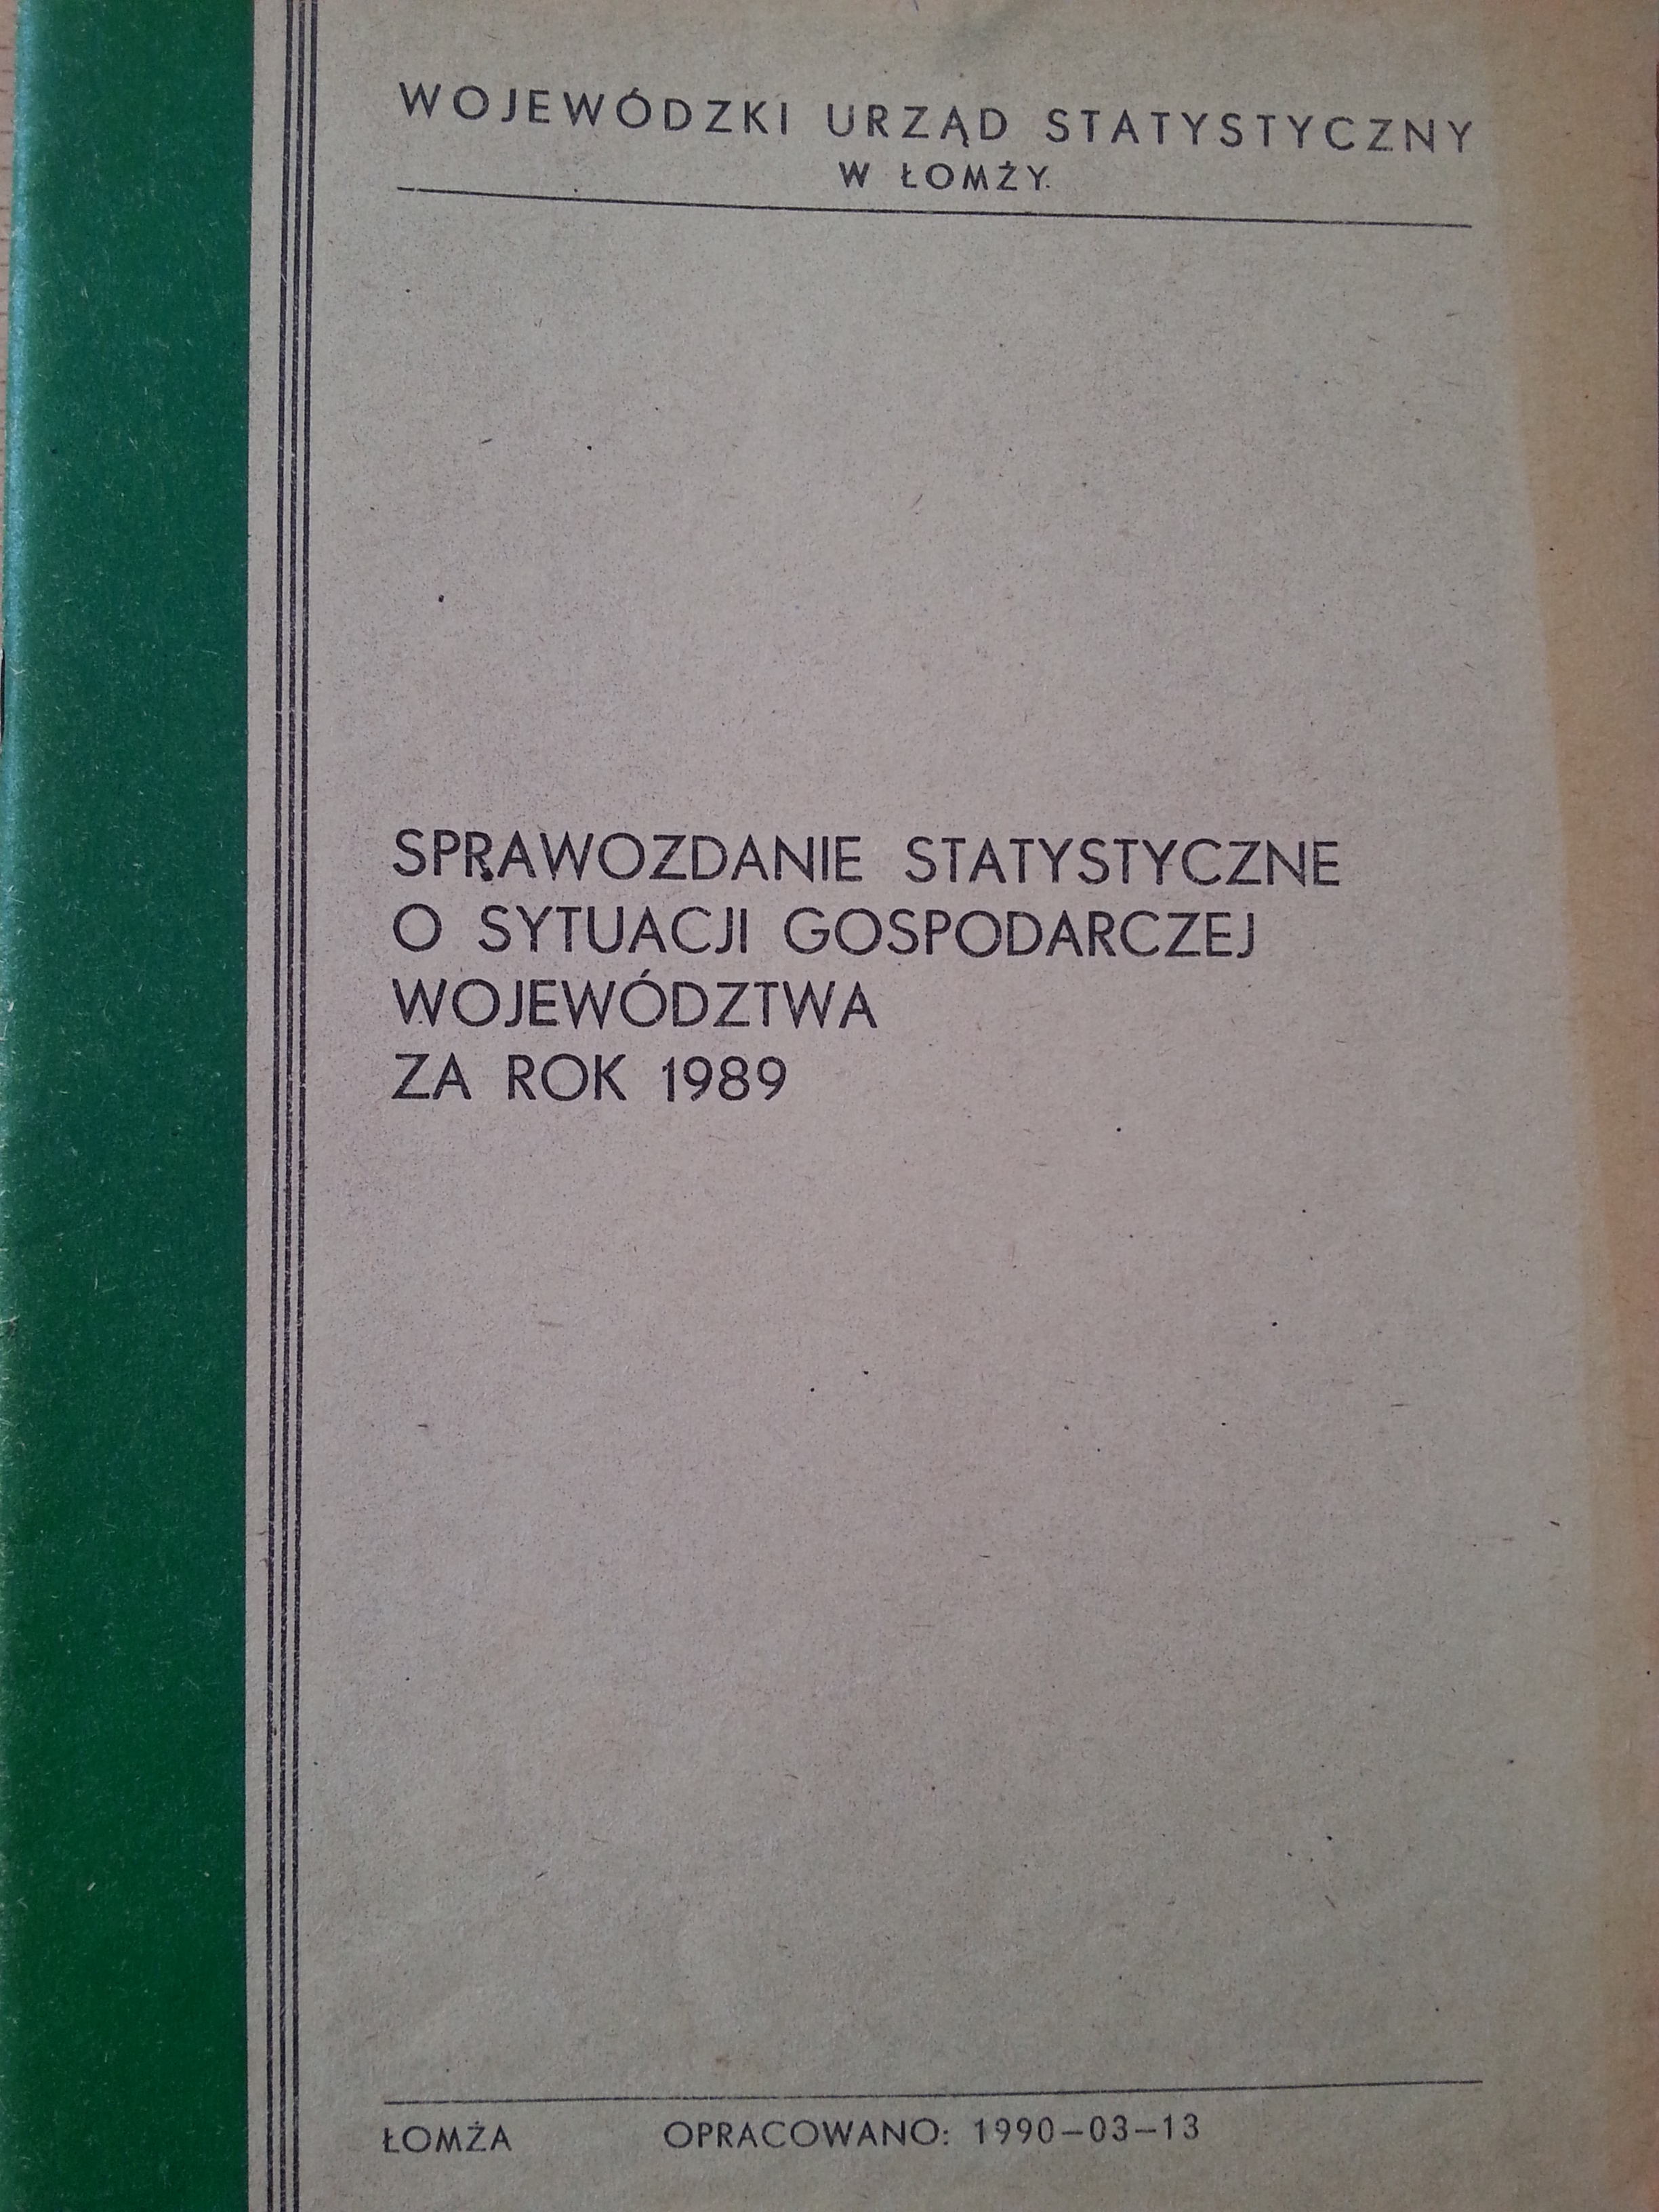 WOJEWÓDZKI URZĄD STATYSTYCZNY
W ŁOMŻY.
SPRAWOZDANIE STATYSTYCZNE
O SYTUACJI GOSPODARCZEJ
WOJEWÓDZTWA
ZA ROK 1989
ŁOMŻA OPRACOWANO: 1990-03-13